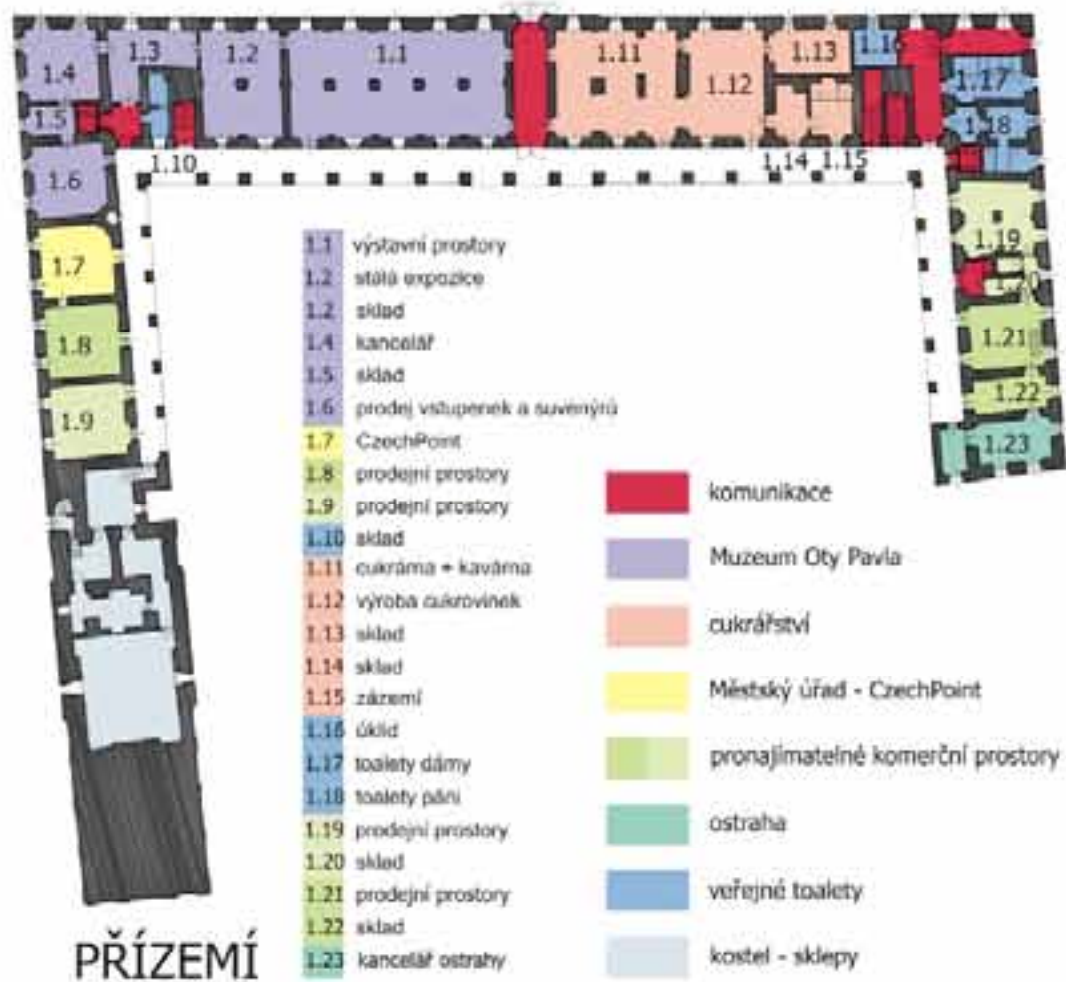 1.3
1.2
1.1
1.11
1.13
1.16
1.4
1.12
1.17
1.5
1.18
1.10
1.14
1.15
1.6
1.19
1.7
1.20
1.8
1.21
1.9
1.22
1.23
1.1 výstavní prostory
1.2 stálá expozice
1.2 sklad
1.4 kancelář
1.5 sklad
1.6 prodej vstupenek a suvenýrů
1.7 CzechPoint
1.8 prodejní prostory
1.9 prodejní prostory
1.10 sklad
1.11 cukrárna + kavárna
1.12 výroba cukrovinek
1.13 sklad
1.14 sklad
1.15 zázemí
1.16 úklid
1.17 toalety dámy
1.18 toalety páni
1.19 prodejní prostory
1.20 sklad
1.21 prodejní prostory
1.22 sklad
1.23 kancelář ostrahy
komunikace
Muzeum Oty Pavla
cukrářství
Městský úřad - CzechPoint
pronajímatelné komerční prostory
ostraha
veřejné toalety
kostel - sklepy
PŘÍZEMÍ